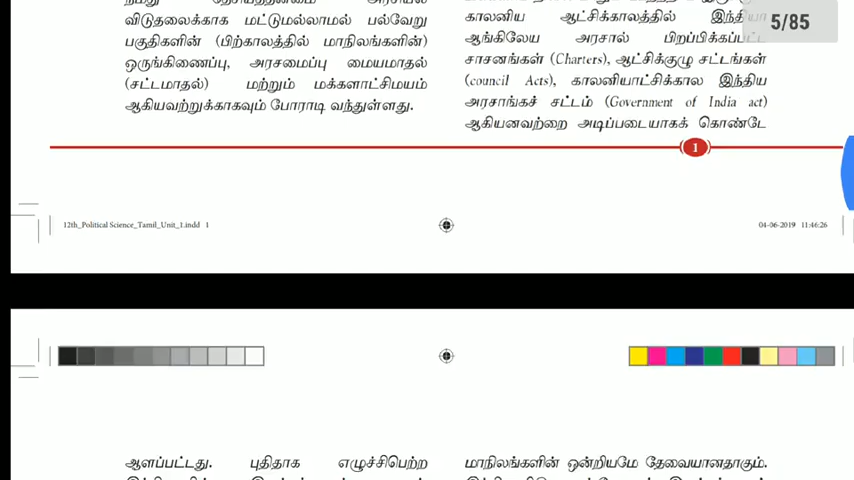 விடுதலைக்காக மட்டுமல்லாமல் பல்வேறு
பகுதிகளின் (பிற்காலத்தில் மாநிலங்களின்)
ஒருங்கிணைப்பு, அரசமைப்பு மையமாதல்
(சட்டமாதல்) மற்றும் மக்களாட்சிமயம்
ஆகியவற்றுக்காகவும் போராடி வந்துள்ளது.
காலனிய ஆட்சிக்காலத்தில் இந்தியா
ஆங்கிலேய அரசால் பிறப்பிக்கப்பட்ட
சாசனங்கள் (Charters), ஆட்சிக்குழு சட்டங்கள்
(council Acts), காலனியாட்சிக்கால இந்திய
அரசாங்கச் சட்டம் (Government of India act)
ஆகியனவற்றை அடிப்படையாகக் கொண்டே
5/85
1
12th_Political Science_Tamil_Unit_1.indd 1
04-06-2019 11:46:26
ஆளப்பட்டது. புதிதாக எழுச்சிபெற்ற
மாநிலங்களின் ஒன்றியமே தேவையானதாகும்.